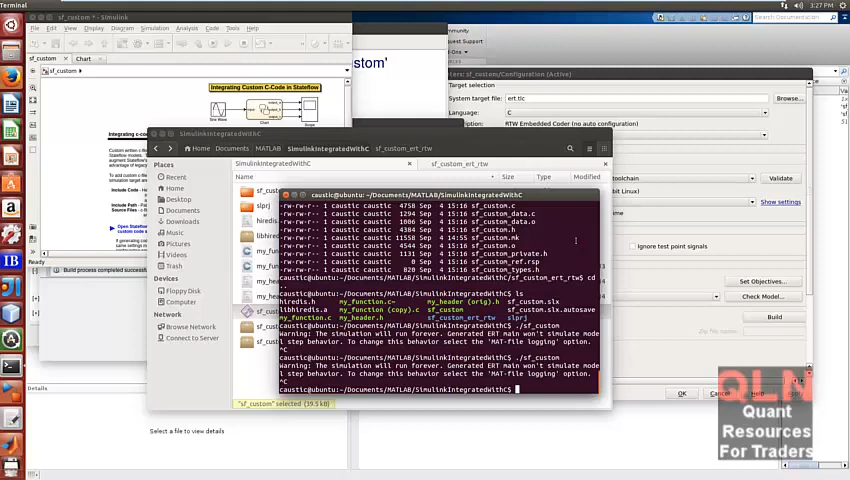 Terminal
3:27 PM
sf_custom * - Simulink
File Edit View Display Diagram Simulation Analysis Code Tools Help
Search Documentation
sf_custom
Chart
sf_custom
Integrating Custom C-Code in Stateflow
Sine Wave
Chart
Scope
Ready
Build process completed successful
Details
sf_custom/Configuration (Active)
Target selection
System target file:
ert.tlc
Browse...
Language:
C
RTW Embedded Coder (no auto configuration)
Validate
Show settings
Ignore test point signals
Set Objectives...
Check Model...
Build
OK
Cancel
Home Documents MATLAB SimulinkIntegratedWithC sf_custom_ert_rtw
SimulinkIntegratedWithC
sf_custom_ert_rtw
Places
Recent
Home
Desktop
Documents
Downloads
Music
Pictures
Videos
Trash
Devices
Floppy Disk
Computer
Network
Browse Network
Connect to Server
Name
Size
Type
Modified
slprj
"sf_custom" selected (39.5 kB)
Select a file to view details
caustic@ubuntu: ~/Documents/MATLAB/SimulinkIntegratedWithC
-rw-rw-r-- 1 caustic caustic 4758 Sep 4 15:16 sf_custom.c
-rw-rw-r-- 1 caustic caustic 1294 Sep 4 15:16 sf_custom_data.c
-rw-rw-r-- 1 caustic caustic 1006 Sep 4 15:16 sf_custom_data.o
-rw-rw-r-- 1 caustic caustic 4384 Sep 4 15:16 sf_custom.h
-rw-rw-r-- 1 caustic caustic 11558 Sep 4 14:55 sf_custom.mk
-rw-rw-r-- 1 caustic caustic 4544 Sep 4 15:16 sf_custom.o
-rw-rw-r-- 1 caustic caustic 1131 Sep 4 15:16 sf_custom_private.h
-rw-rw-r-- 1 caustic caustic 0 Sep 4 15:16 sf_custom_ref.rsp
-rw-rw-r-- 1 caustic caustic 820 Sep 4 15:16 sf_custom_types.h
caustic@ubuntu:~/Documents/MATLAB/SimulinkIntegratedWithC/sf_custom_ert_rtw$ cd
..
caustic@ubuntu:~/Documents/MATLAB/SimulinkIntegratedWithC$ ls
hiredis.h my_function.c~ my_header (orig).h sf_custom.slx
libhiredis.a my_function (copy).c sf_custom sf_custom.slx.autosave
my_function.c my_header.h sf_custom_ert_rtw slprj
caustic@ubuntu:~/Documents/MATLAB/SimulinkIntegratedWithC$ ./sf_custom
Warning: The simulation will run forever. Generated ERT main won't simulate mode
l step behavior. To change this behavior select the 'MAT-file logging' option.
^C
caustic@ubuntu:~/Documents/MATLAB/SimulinkIntegratedWithC$ ./sf_custom
Warning: The simulation will run forever. Generated ERT main won't simulate mode
l step behavior. To change this behavior select the 'MAT-file logging' option.
^C
caustic@ubuntu:~/Documents/MATLAB/SimulinkIntegratedWithC$
QLN
Quant
Resources
For Traders